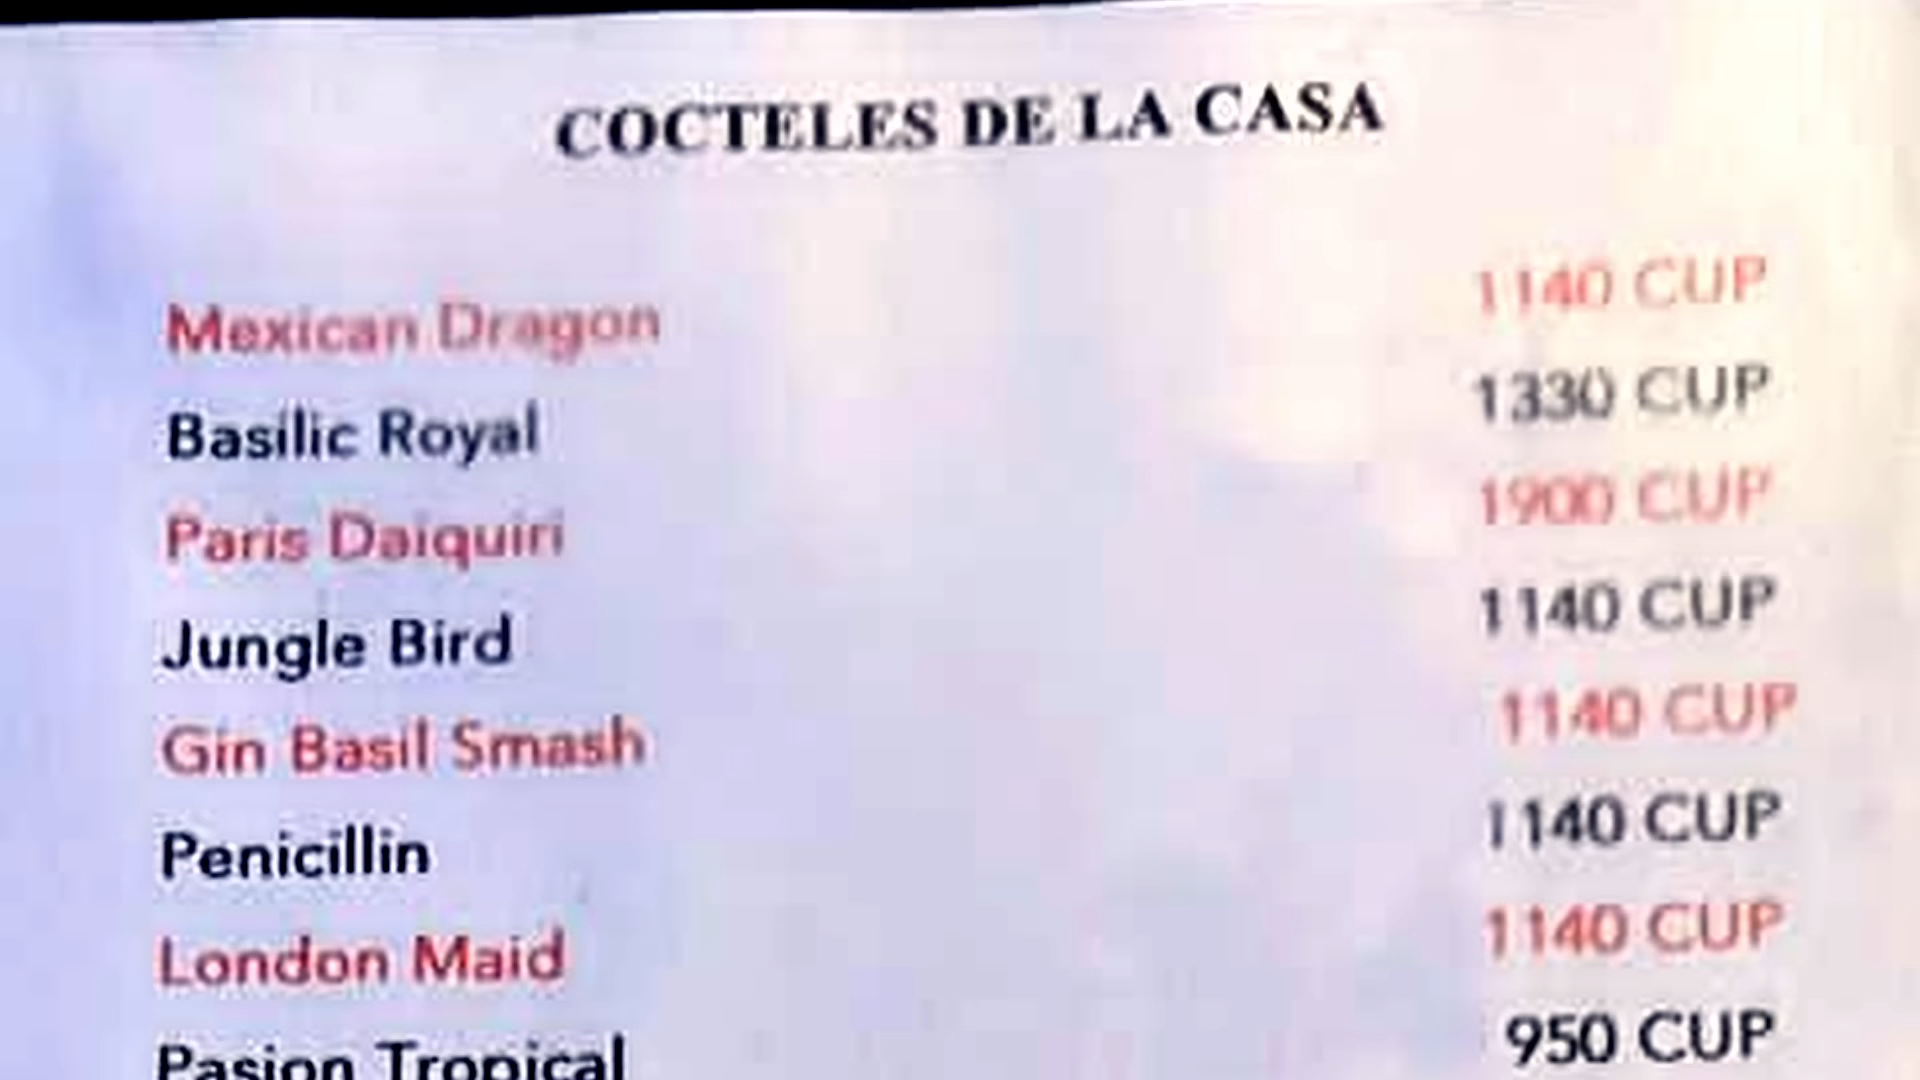 COCTELES DE LA CASA
Mexican Dragon 1140 CUP
Basilic Royal 1330 CUP
Paris Daiquiri 1900 CUP
Jungle Bird 1140 CUP
Gin Basil Smash 1140 CUP
Penicillin 1140 CUP
London Maid 1140 CUP
Pasion Tropical 950 CUP